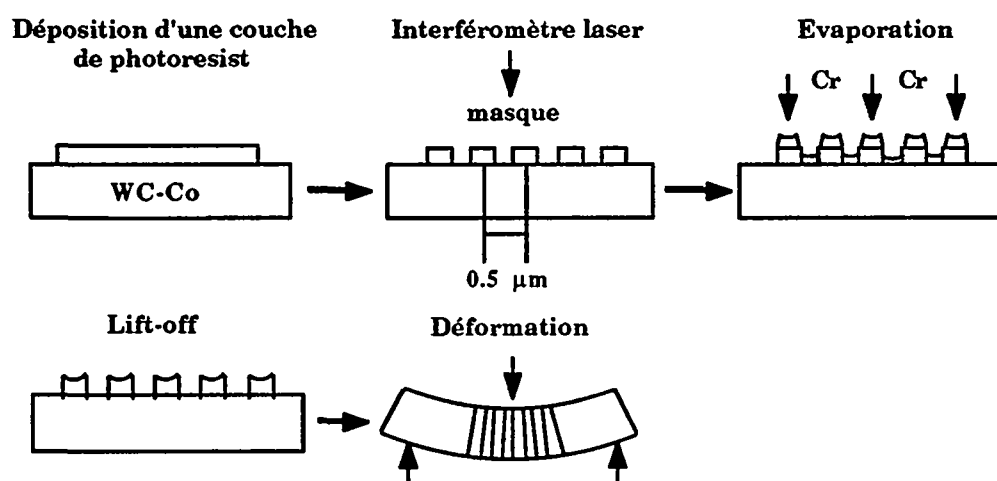 Déposition d'une couche
de photoresist
Interféromètre laser
Evaporation
Cr Cr
masque
WC-Co
0.5 µm
Lift-off
Déformation